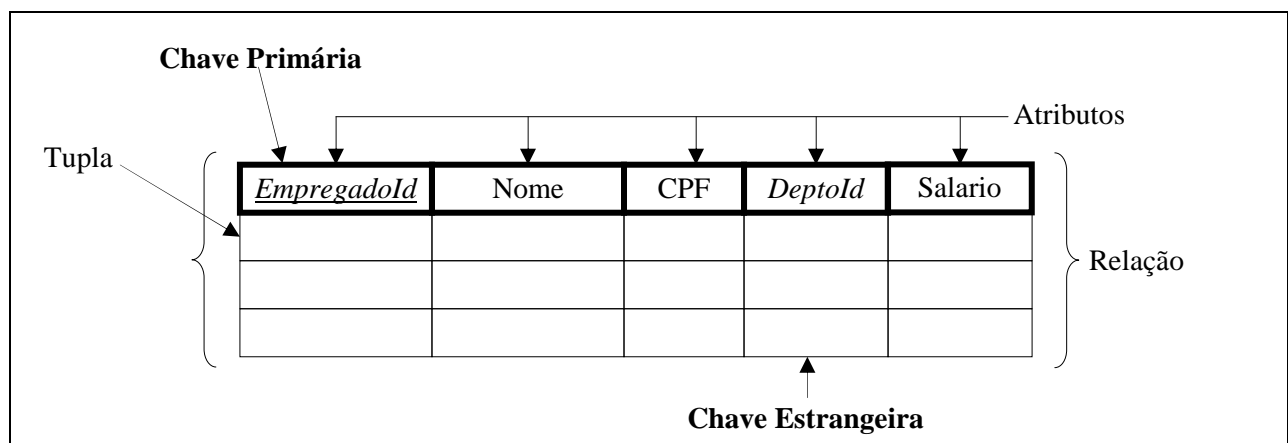 Chave Primária
Atributos
Tupla
EmpregadoId Nome CPF DeptoId Salario
Relação
Chave Estrangeira